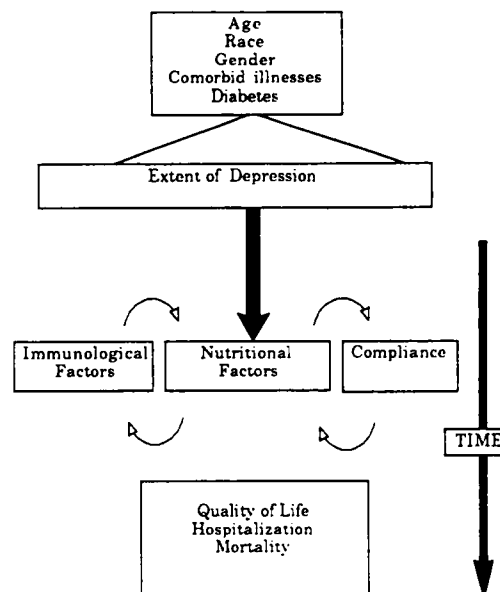 Age
Race
Gender
Comorbid illnesses
Diabetes
Extent of Depression
Immunological
Factors
Nutritional
Factors
Compliance
TIME
Quality of Life
Hospitalization
Mortality